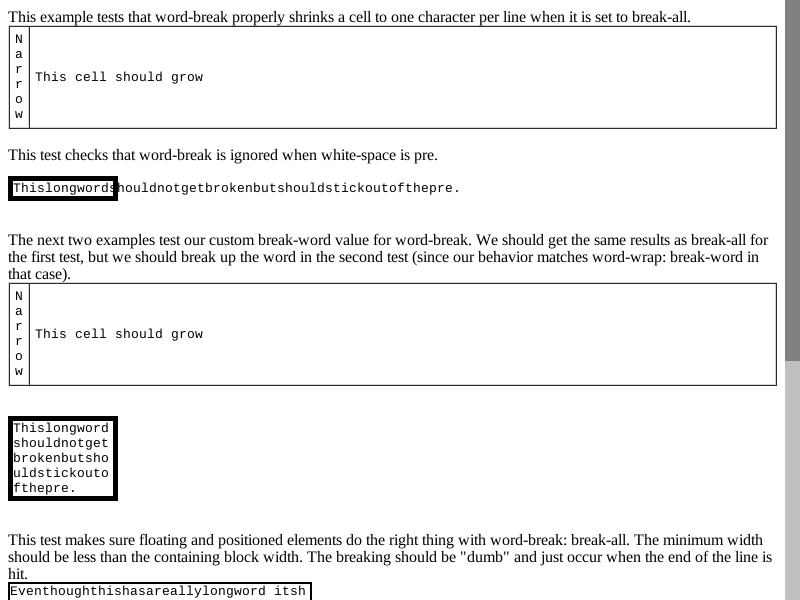 This example tests that word-break properly shrinks a cell to one character per line when it is set to break-all.
N
a
r
r
o
w
This cell should grow
This test checks that word-break is ignored when white-space is pre.
Thislongwordshouldnotgetbrokenbutshouldstickoutofthepre.
The next two examples test our custom break-word value for word-break. We should get the same results as break-all for
the first test, but we should break up the word in the second test (since our behavior matches word-wrap: break-word in
that case).
N
a
r
r
o
w
This cell should grow
Thislongword
shouldnotget
brokenbutsho
uldstickouto
fthepre.
This test makes sure floating and positioned elements do the right thing with word-break: break-all. The minimum width
should be less than the containing block width. The breaking should be "dumb" and just occur when the end of the line is
hit.
Eventhoughthishasareallylongword itsh